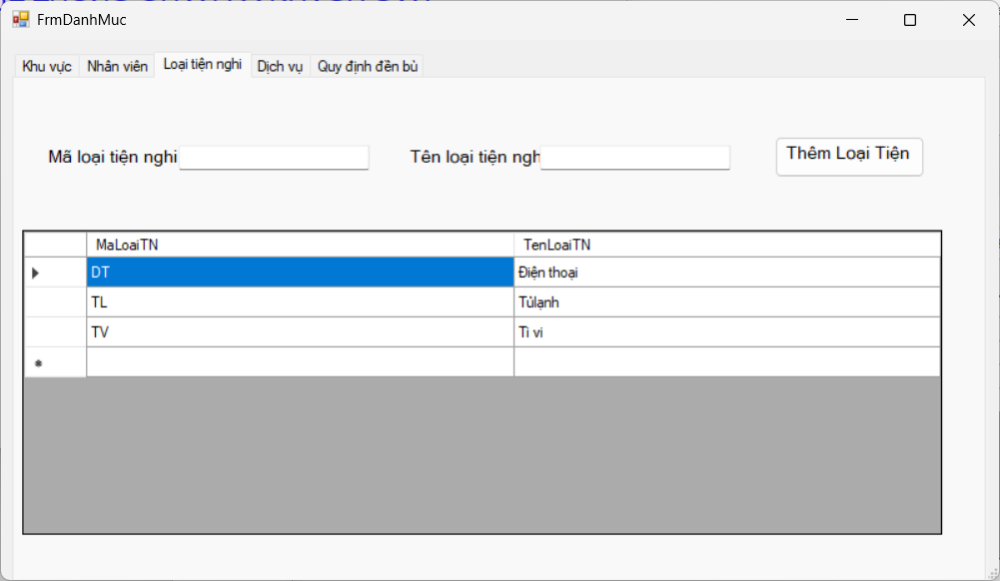 FrmDanhMuc
Khu vực Nhân viên Loại tiện nghi Dịch vụ Quy định đền bù
Mã loại tiện nghi Tên loại tiện ngh Thêm Loại Tiện
MaLoaiTN TenLoaiTN
DT Điện thoại
TL Tủlạnh
TV Ti vi